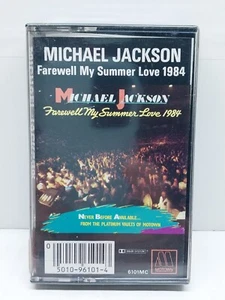 MICHAEL JACKSON
Farewell My Summer Love 1984
MICHAEL JACKSON
Farewell My Summer Love 1984
NEVER BEFORE AVAILABLE...
FROM THE PLATINUM VAULTS OF MOTOWN
0
5010-96101-4
6101MC